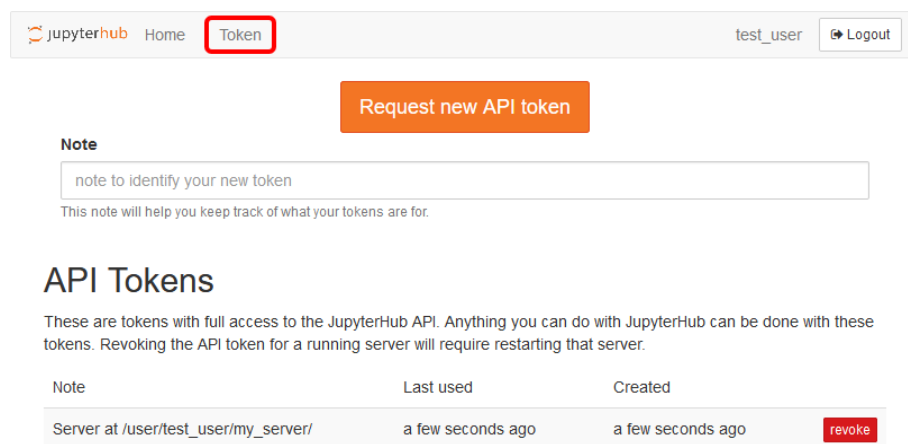 jupyterhub Home Token test_user Logout
Request new API token
Note
note to identify your new token
This note will help you keep track of what your tokens are for.
API Tokens
These are tokens with full access to the JupyterHub API. Anything you can do with JupyterHub can be done with these
tokens. Revoking the API token for a running server will require restarting that server.
Note Last used Created
Server at /user/test_user/my_server/ a few seconds ago a few seconds ago revoke